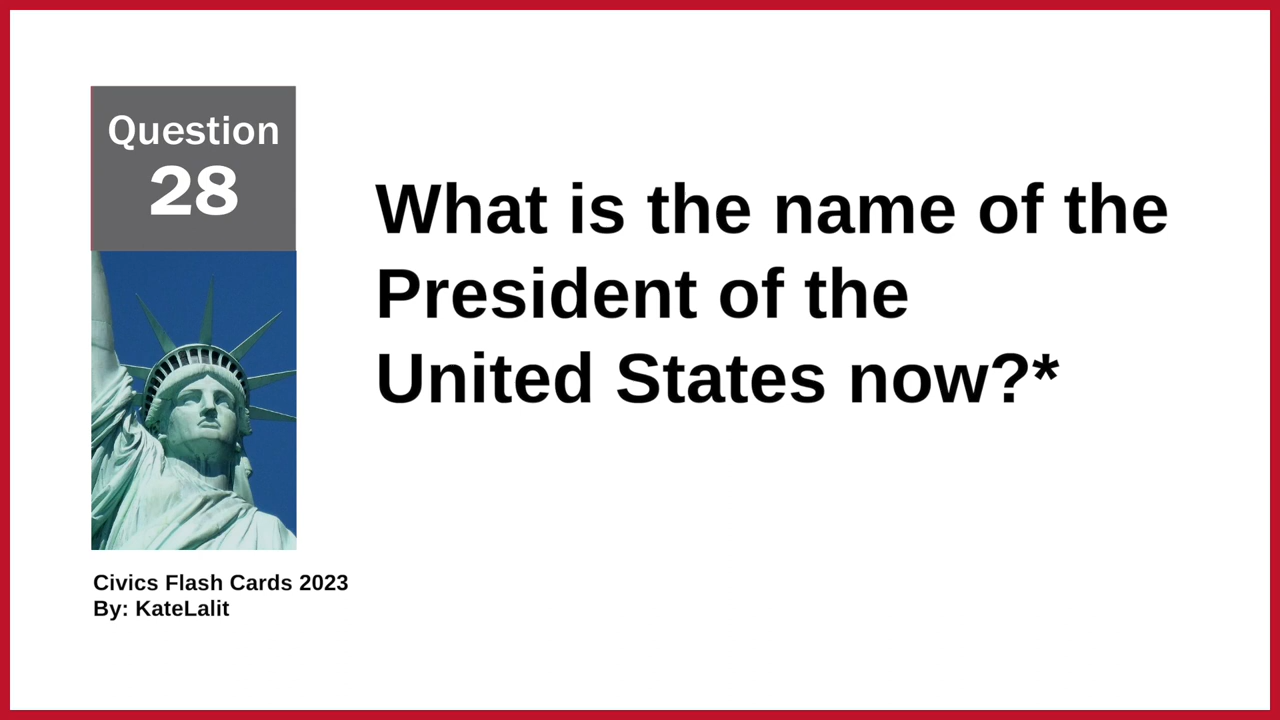 Question
28
What is the name of the
President of the
United States now?*
Civics Flash Cards 2023
By: KateLalit